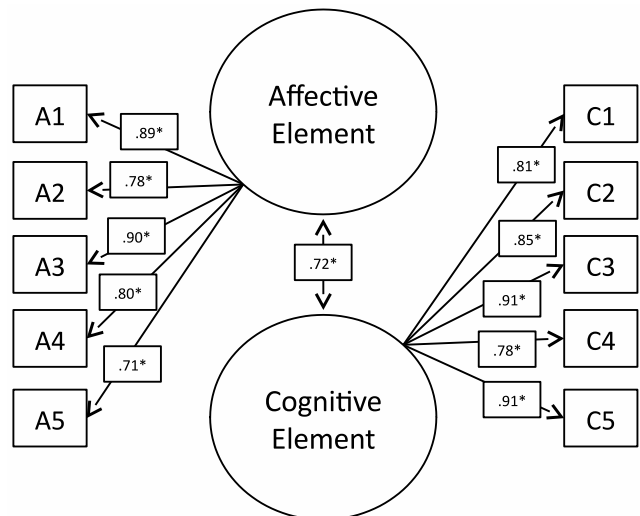 Affective
Element
A1
A2
A3
A4
A5
.89*
.78*
.90*
.80*
.71*
.72*
C1
C2
C3
C4
C5
.81*
.85*
.91*
.78*
.91*
Cognitive
Element